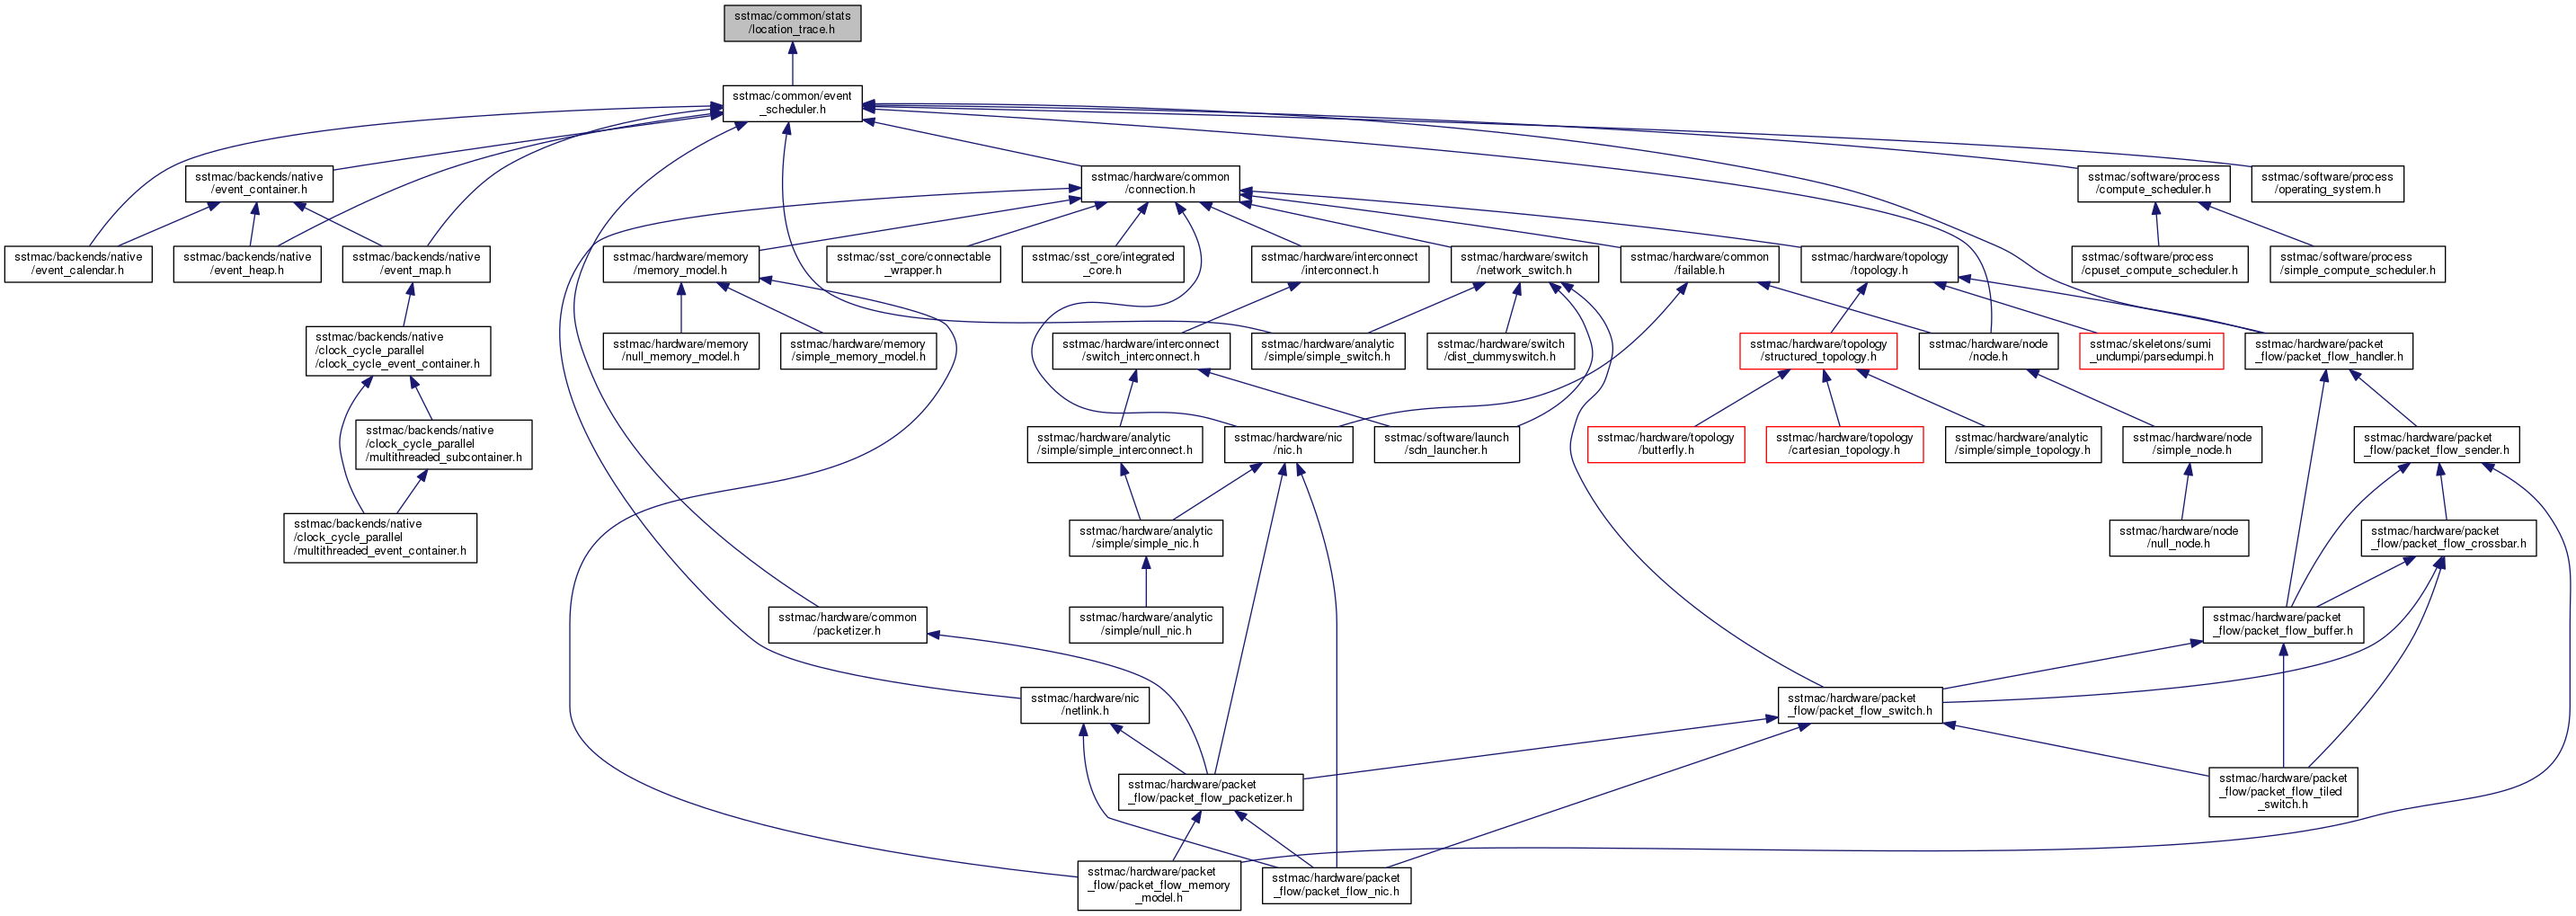 sstmac/common/stats
/location_trace.h
sstmac/common/event
_scheduler.h
sstmac/backends/native
/event_container.h
sstmac/hardware/common
/connection.h
sstmac/software/process
/compute_scheduler.h
sstmac/software/process
/operating_system.h
sstmac/backends/native
/event_calendar.h
sstmac/backends/native
/event_heap.h
sstmac/backends/native
/event_map.h
sstmac/hardware/memory
/memory_model.h
sstmac/sst_core/connectable
_wrapper.h
sstmac/sst_core/integrated
_core.h
sstmac/hardware/interconnect
/interconnect.h
sstmac/hardware/switch
/network_switch.h
sstmac/hardware/common
/failable.h
sstmac/hardware/topology
/topology.h
sstmac/software/process
/cpuset_compute_scheduler.h
sstmac/software/process
/simple_compute_scheduler.h
sstmac/backends/native
/clock_cycle_parallel
/clock_cycle_event_container.h
sstmac/hardware/memory
/null_memory_model.h
sstmac/hardware/memory
/simple_memory_model.h
sstmac/hardware/interconnect
/switch_interconnect.h
sstmac/hardware/analytic
/simple/simple_switch.h
sstmac/hardware/switch
/dist_dummyswitch.h
sstmac/hardware/topology
/structured_topology.h
sstmac/hardware/node
/node.h
sstmac/skeletons/sumi
_undumpi/parsedumpi.h
sstmac/hardware/packet
_flow/packet_flow_handler.h
sstmac/backends/native
/clock_cycle_parallel
/multithreaded_subcontainer.h
sstmac/hardware/analytic
/simple/simple_interconnect.h
sstmac/hardware/nic
/nic.h
sstmac/software/launch
/sdn_launcher.h
sstmac/hardware/topology
/butterfly.h
sstmac/hardware/topology
/cartesian_topology.h
sstmac/hardware/analytic
/simple/simple_topology.h
sstmac/hardware/node
/simple_node.h
sstmac/hardware/packet
_flow/packet_flow_sender.h
sstmac/backends/native
/clock_cycle_parallel
/multithreaded_event_container.h
sstmac/hardware/analytic
/simple/simple_nic.h
sstmac/hardware/node
/null_node.h
sstmac/hardware/packet
_flow/packet_flow_crossbar.h
sstmac/hardware/common
/packetizer.h
sstmac/hardware/analytic
/simple/null_nic.h
sstmac/hardware/packet
_flow/packet_flow_buffer.h
sstmac/hardware/nic
/netlink.h
sstmac/hardware/packet
_flow/packet_flow_switch.h
sstmac/hardware/packet
_flow/packet_flow_packetizer.h
sstmac/hardware/packet
_flow/packet_flow_tiled
_switch.h
sstmac/hardware/packet
_flow/packet_flow_memory
_model.h
sstmac/hardware/packet
_flow/packet_flow_nic.h